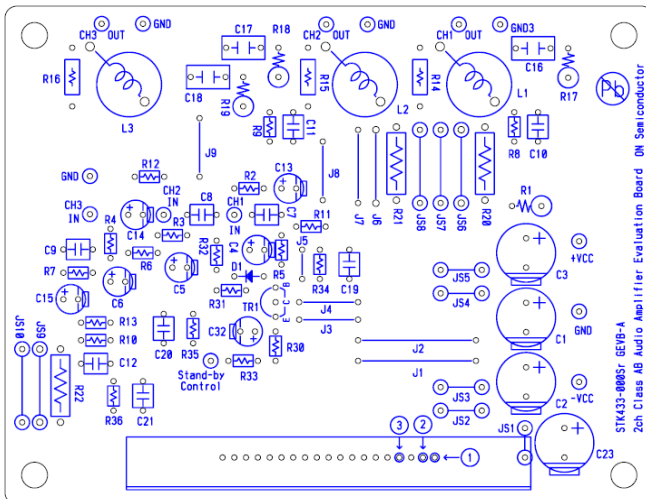 CH3 OUT GND
C17
R18
CH2 OUT GND
CH1 OUT GND3
C16
R16
C18
R19
R15
R14
R17
Pb
L3
L2
L1
R9
C11
R8
C10
J9
J8
J7
J6
R21
JS8
JS7
JS6
R20
R12
GND
CH2 IN
R2
C13
CH3 IN
C14
C8
CH1 IN
C7
R1
R4
R3
R11
C9
R6
R32
C4
R5
J5
+VCC
R7
C5
D1
R34
C19
JS5
C3
C15
C6
R31
B
TR1
C
E
J4
J3
JS4
GND
C1
JS10
JS9
R13
R10
C20
R35
C32
R30
J2
J1
C12
Stand-by
Control
R33
R22
R36
C21
JS3
JS2
C2
-VCC
JS1
C23
3
2
1
STK433-000Sr GEVB-A
2ch Class AB Audio Amplifier Evaluation Board ON Semiconductor